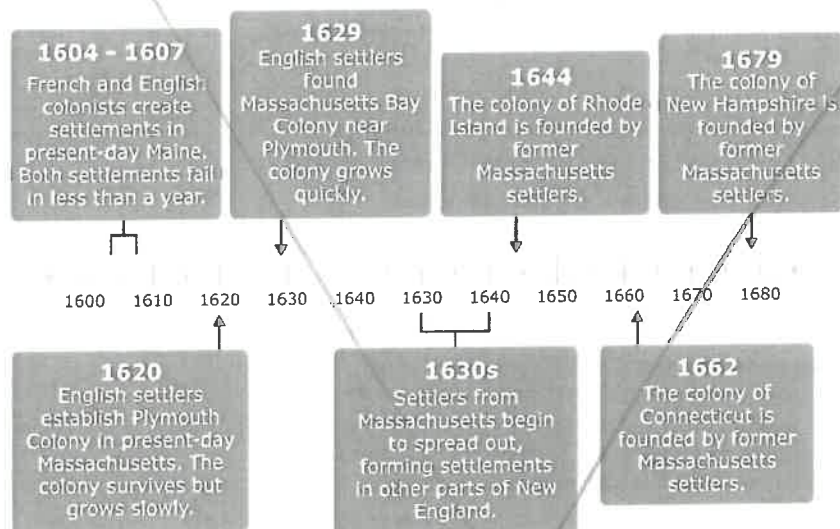 1604 – 1607
French and English
colonists create
settlements in
present-day Maine.
Both settlements fail
in less than a year.
1629
English settlers
found
Massachusetts Bay
Colony near
Plymouth. The
colony grows
quickly.
1644
The colony of Rhode
Island is founded by
former
Massachusetts
settlers.
1679
The colony of
New Hampshire is
founded by
former
Massachusetts
settlers.
1600 1610 1620 1630 1640 1630 1640 1650 1660 1670 1680
1620
English settlers
establish Plymouth
Colony in present-day
Massachusetts. The
colony survives but
grows slowly.
1630s
Settlers from
Massachusetts begin
to spread out,
forming settlements
in other parts of New
England.
1662
The colony of
Connecticut is
founded by former
Massachusetts
settlers.